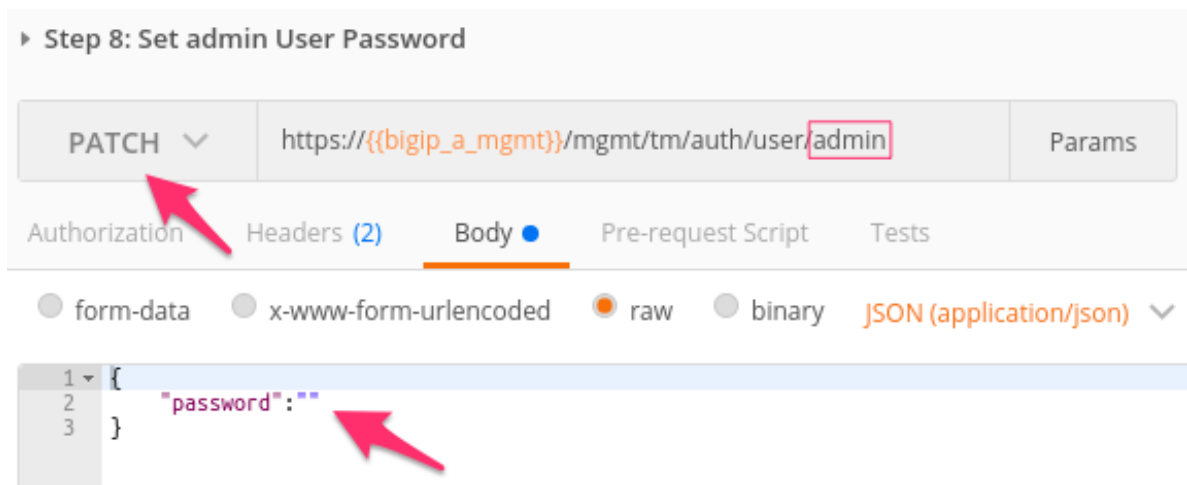 Step 8: Set admin User Password
PATCH https://{{bigip_a_mgmt}}/mgmt/tm/auth/user/admin Params
Authorization Headers (2) Body Pre-request Script Tests
form-data x-www-form-urlencoded raw binary JSON (application/json)
1 {
2 "password":""
3 }